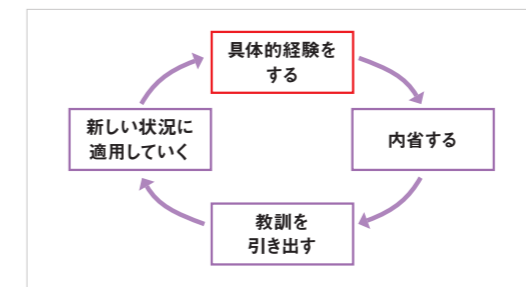 具体的経験を
する
内省する
教訓を
引き出す
新しい状況に
適用していく